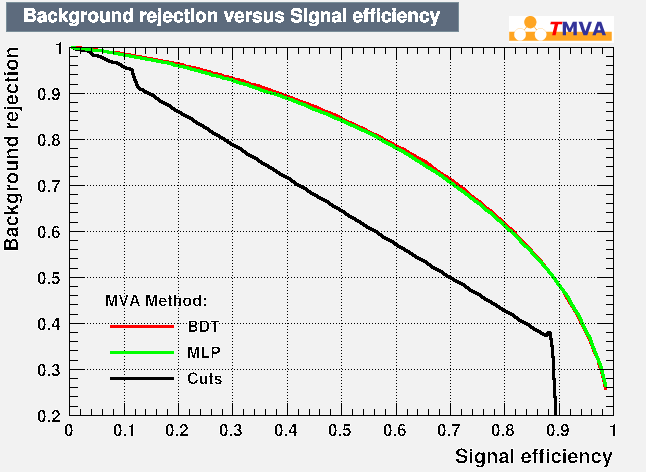 Background rejection versus Signal efficiency
TMVA
Background rejection
1
0.9
0.8
0.7
0.6
0.5
0.4
0.3
0.2
MVA Method:
BDT
MLP
Cuts
0 0.1 0.2 0.3 0.4 0.5 0.6 0.7 0.8 0.9 1
Signal efficiency